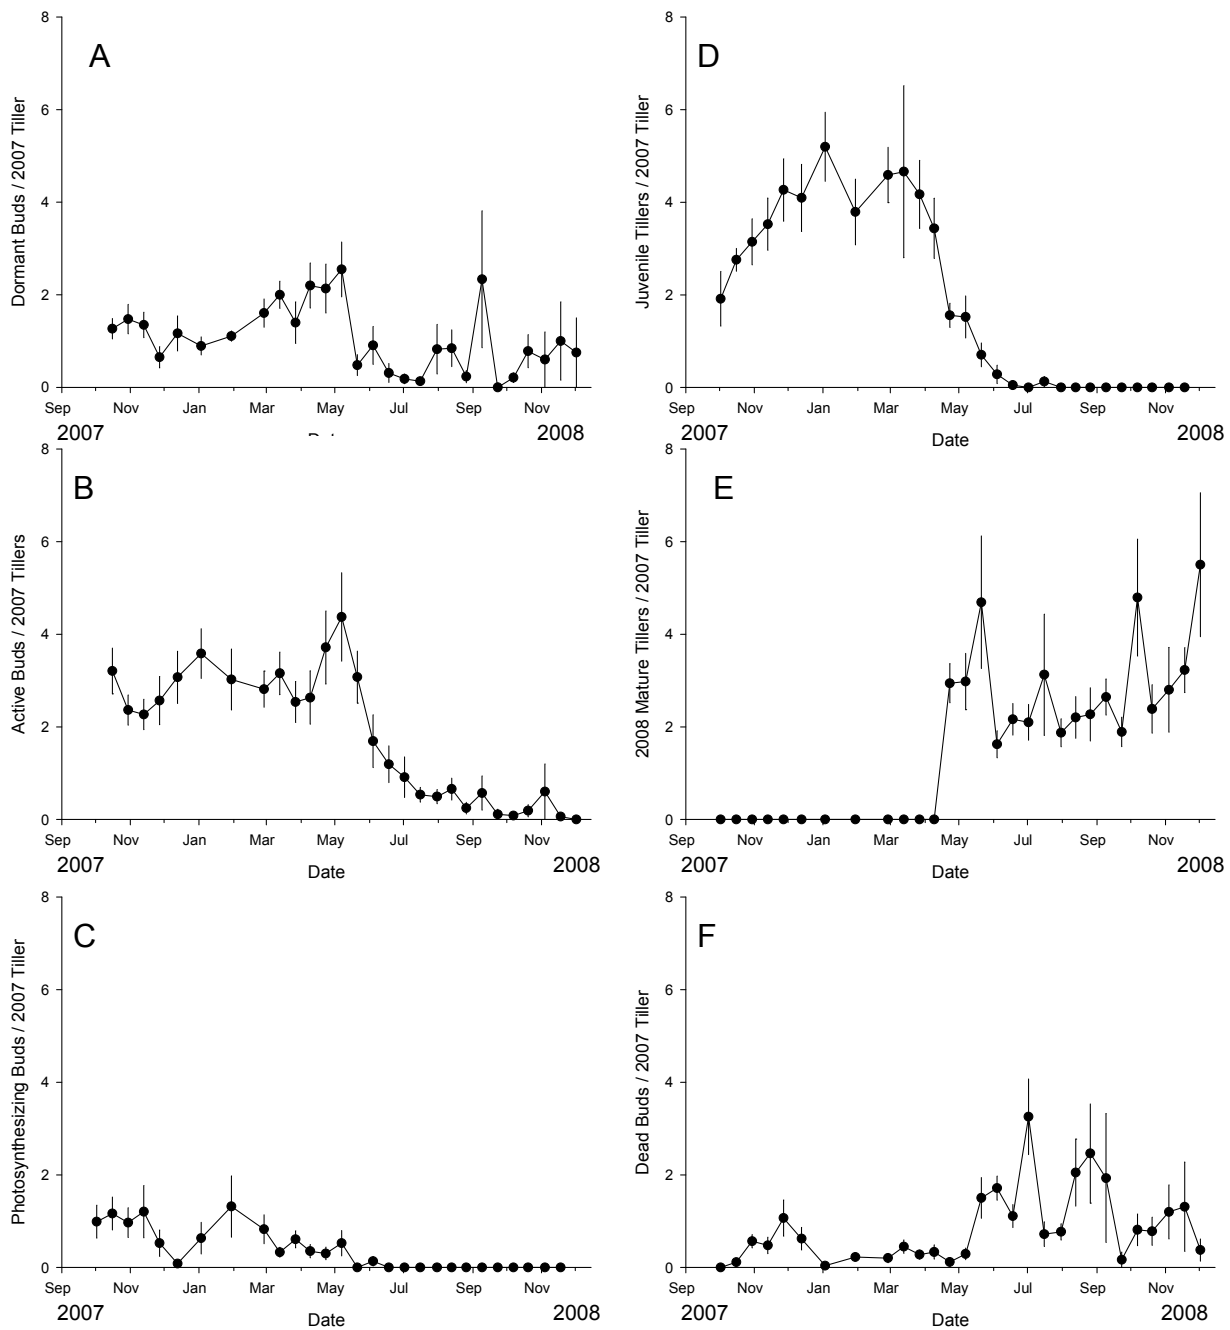 A
Dormant Buds / 2007 Tiller
8
6
4
2
0
Sep Nov Jan Mar May Jul Sep Nov
2007 2008
D
Juvenile Tillers / 2007 Tiller
8
6
4
2
0
Sep Nov Jan Mar May Jul Sep Nov
2007 Date 2008
B
Active Buds / 2007 Tillers
8
6
4
2
0
Sep Nov Jan Mar May Jul Sep Nov
2007 Date 2008
E
2008 Mature Tillers / 2007 Tiller
8
6
4
2
0
Sep Nov Jan Mar May Jul Sep Nov
2007 Date 2008
C
Photosynthesizing Buds / 2007 Tiller
8
6
4
2
0
Sep Nov Jan Mar May Jul Sep Nov
2007 Date 2008
F
Dead Buds / 2007 Tiller
8
6
4
2
0
Sep Nov Jan Mar May Jul Sep Nov
2007 Date 2008